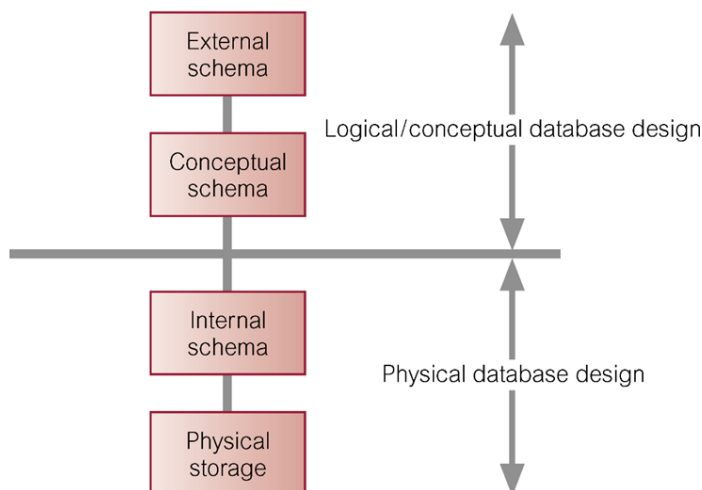 External
schema
Logical/conceptual database design
Conceptual
schema
Internal
schema
Physical database design
Physical
storage